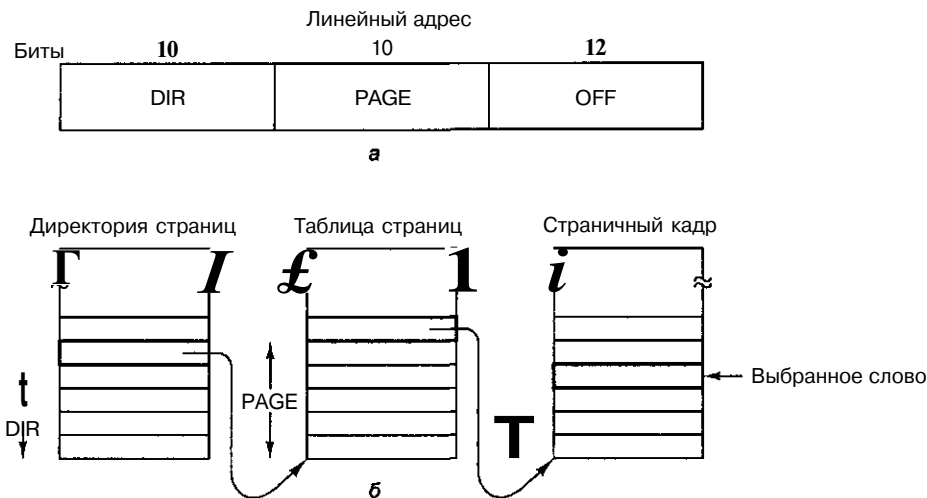 Линейный адрес
Биты 10 10 12
DIR PAGE OFF
а
Директория страниц Таблица страниц Страничный кадр
Г I £ 1 i
t
DIR
PAGE
T
Выбранное слово
б